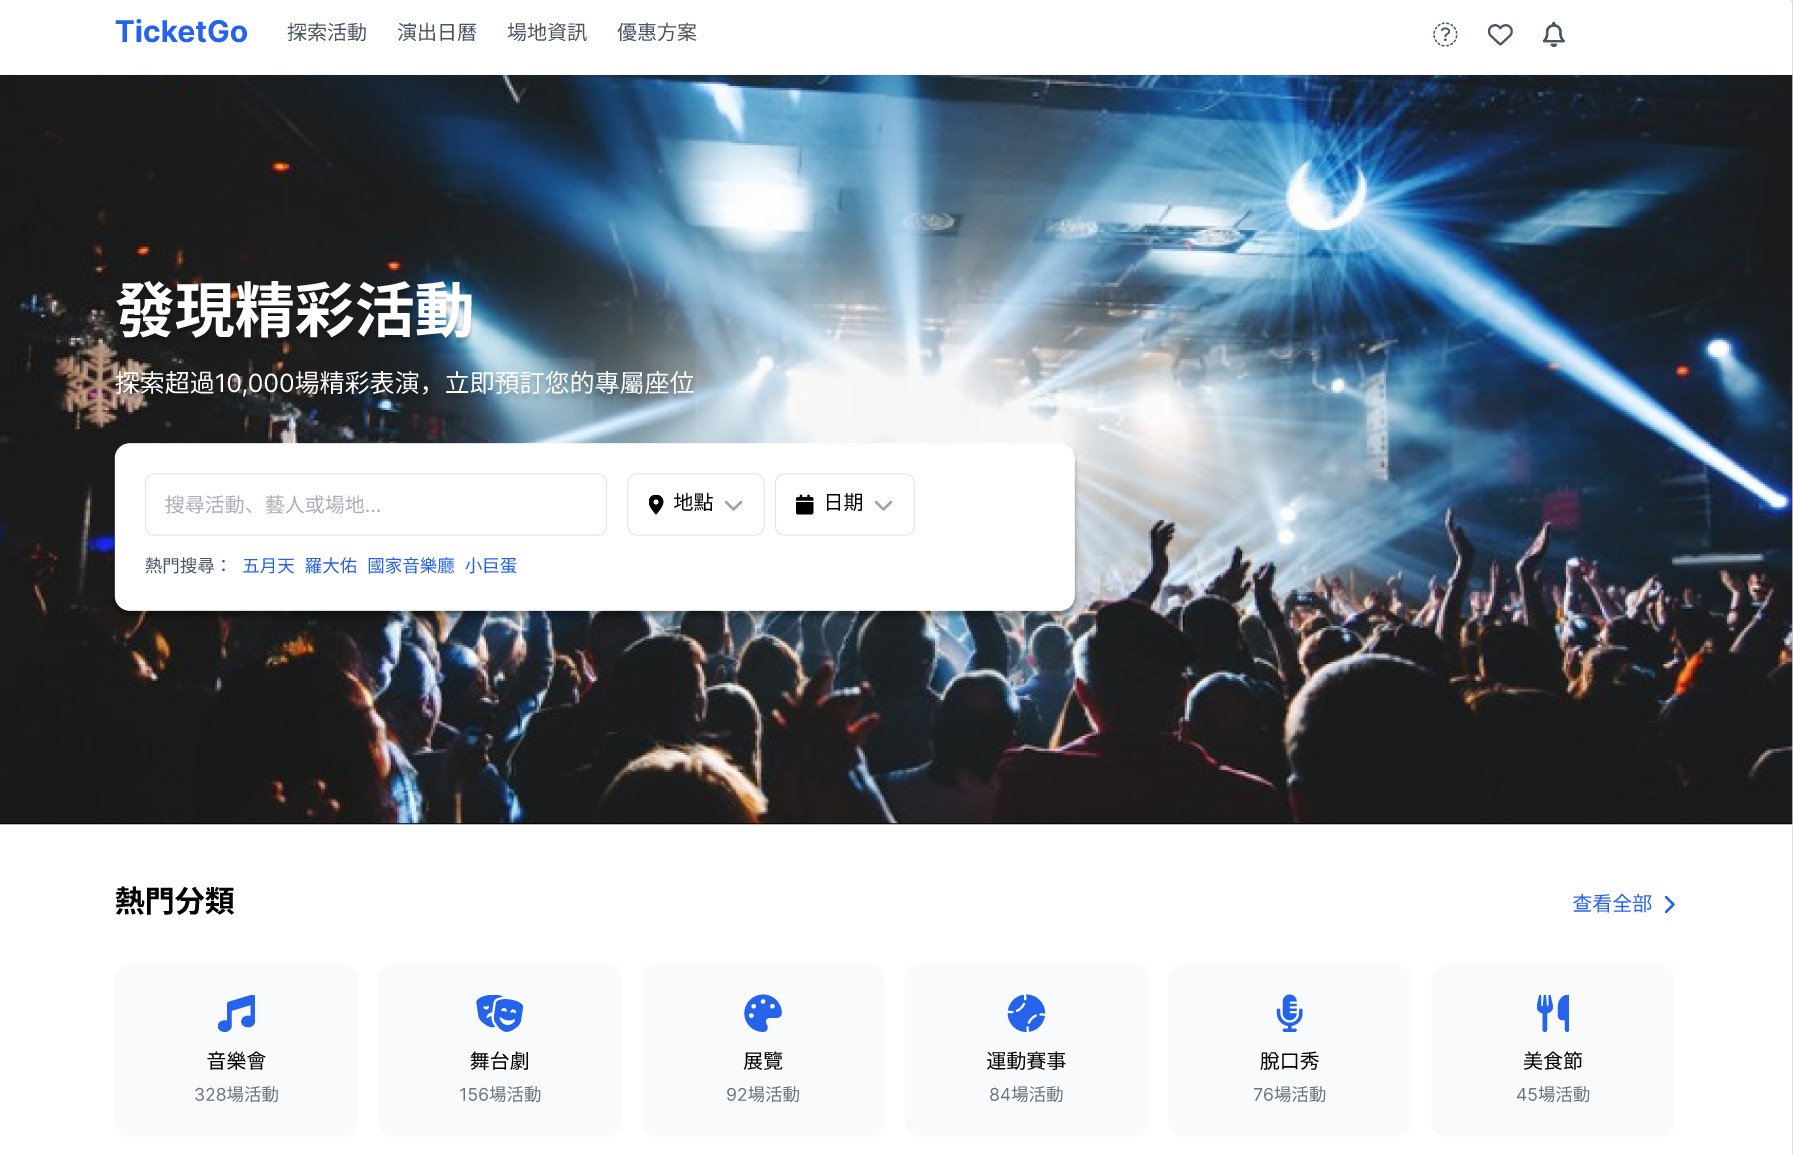 TicketGo 探索活動 演出日曆 場地資訊 優惠方案
發現精彩活動
探索超過10,000場精彩表演，立即預訂您的專屬座位
搜尋活動、藝人或場地... 地點 日期
熱門搜尋： 五月天 羅大佑 國家音樂廳 小巨蛋
熱門分類 查看全部
音樂會 舞台劇 展覽 運動賽事 脫口秀 美食節
328場活動 156場活動 92場活動 84場活動 76場活動 45場活動